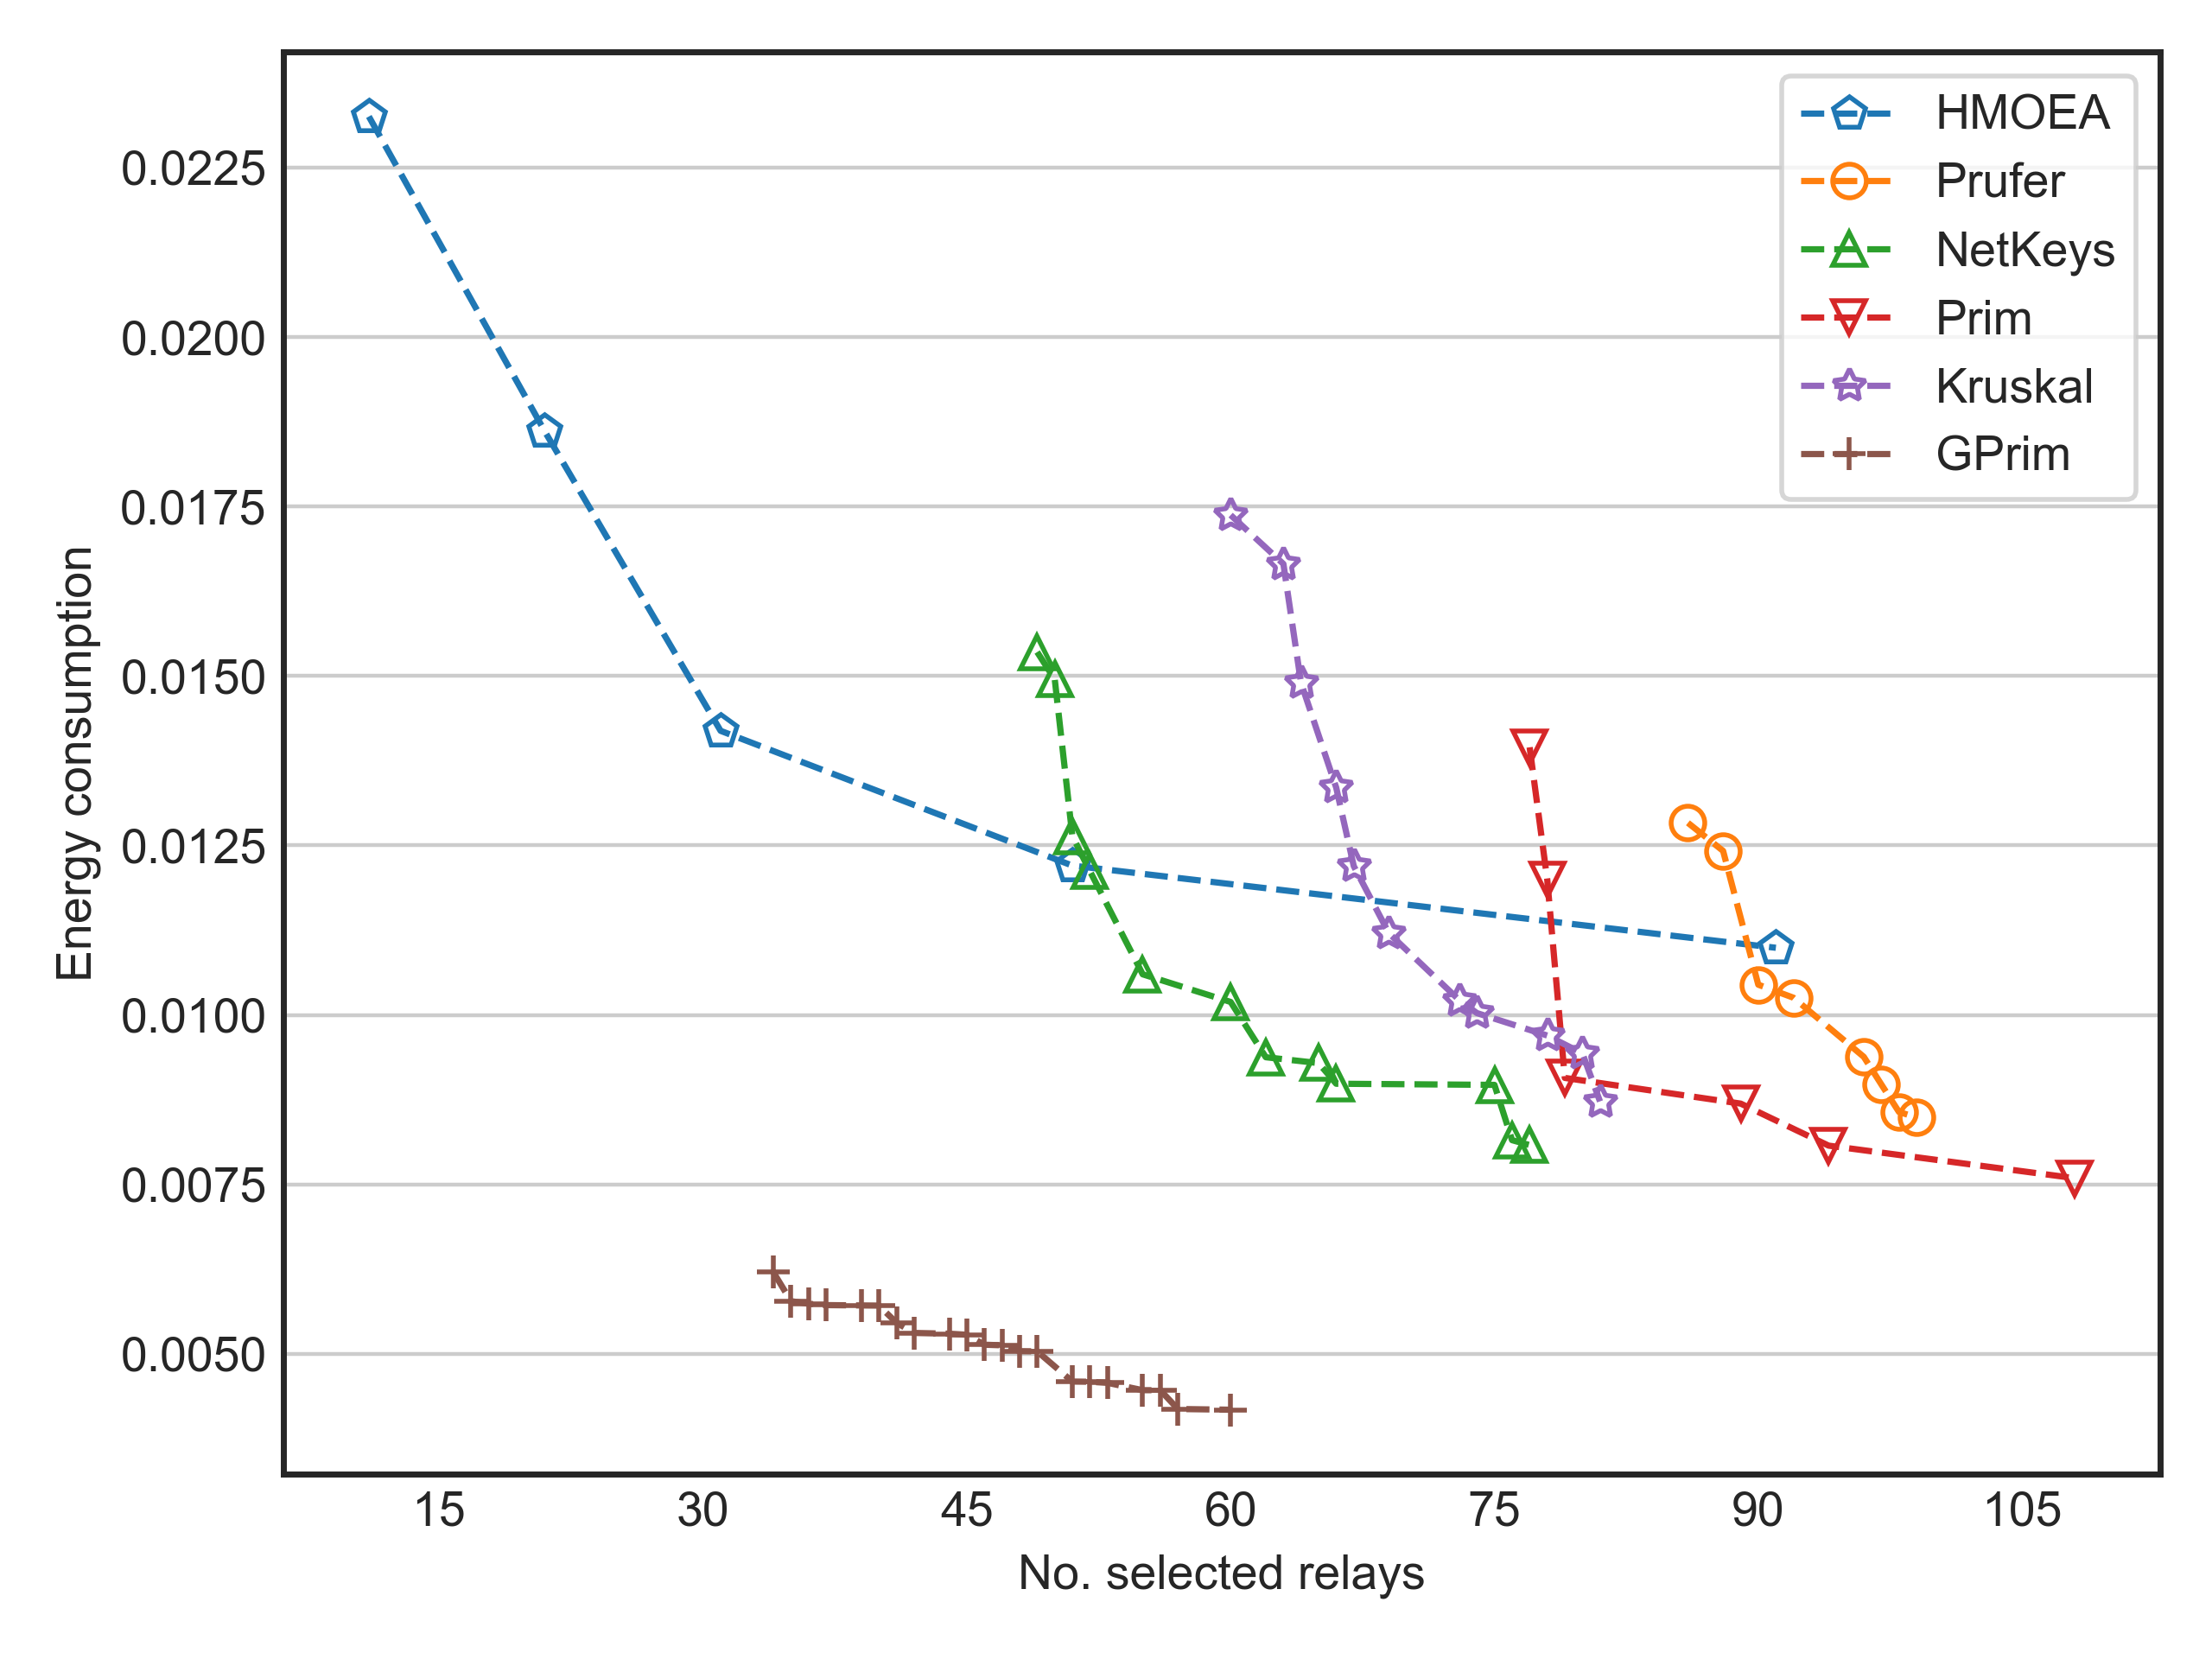 HMOEA
Prufer
NetKeys
Prim
Kruskal
GPrim
0.0225
0.0200
0.0175
0.0150
0.0125
0.0100
0.0075
0.0050
Energy consumption
15 30 45 60 75 90 105
No. selected relays